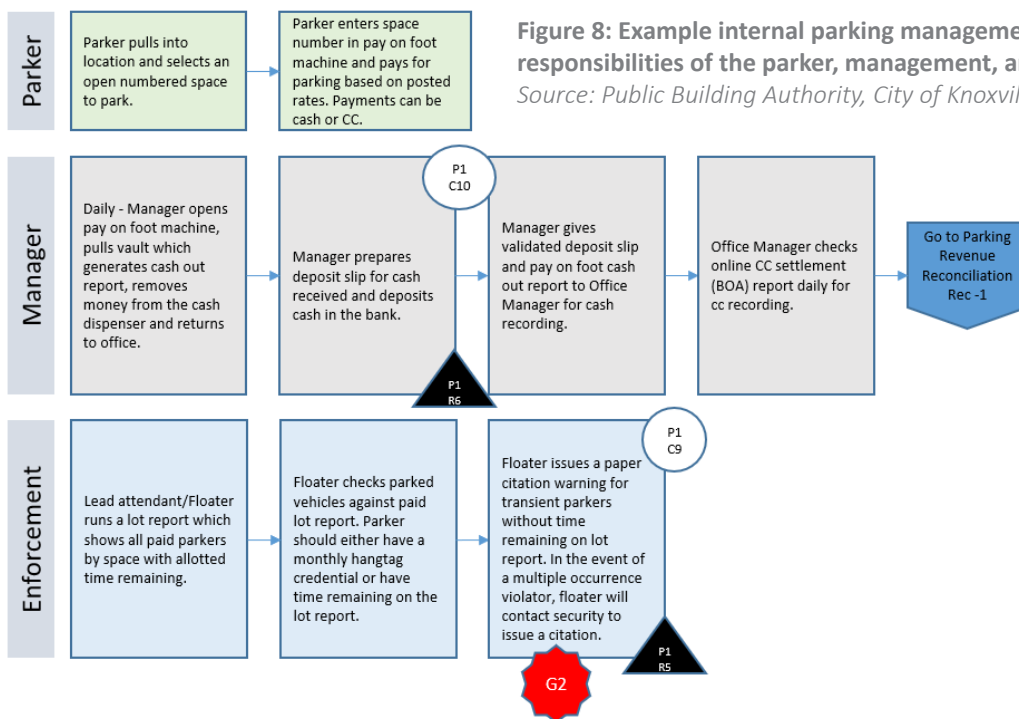 Figure 8: Example internal parking manageme
responsibilities of the parker, management, a
Source: Public Building Authority, City of Knoxvil
Parker
Parker pulls into
location and selects an
open numbered space
to park.
Parker enters space
number in pay on foot
machine and pays for
parking based on posted
rates. Payments can be
cash or CC.
Manager
Daily - Manager opens
pay on foot machine,
pulls vault which
generates cash out
report, removes
money from the cash
dispenser and returns
to office.
Manager prepares
deposit slip for cash
received and deposits
cash in the bank.
P1
C10
P1
R6
Manager gives
validated deposit slip
and pay on foot cash
out report to Office
Manager for cash
recording.
Office Manager checks
online CC settlement
(BOA) report daily for
cc recording.
Go to Parking
Revenue
Reconciliation
Rec -1
Enforcement
Lead attendant/Floater
runs a lot report which
shows all paid parkers
by space with allotted
time remaining.
Floater checks parked
vehicles against paid
lot report. Parker
should either have a
monthly hangtag
credential or have
time remaining on the
lot report.
Floater issues a paper
citation warning for
transient parkers
without time
remaining on lot
report. In the event of
a multiple occurrence
violator, floater will
contact security to
issue a citation.
P1
C9
P1
R5
G2